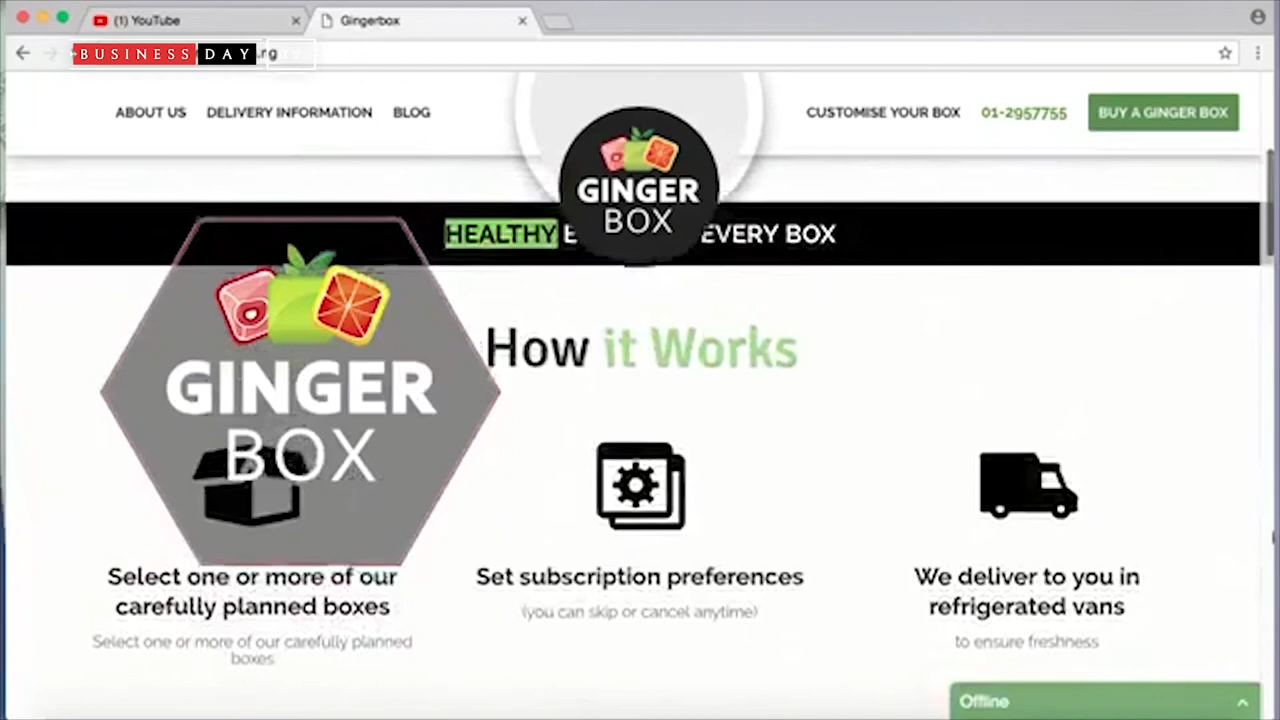 (1) YouTube
Gingerbox
BUSINESS DAY
.ng
ABOUT US DELIVERY INFORMATION BLOG
GINGER
BOX
CUSTOMISE YOUR BOX 01-2957755 BUY A GINGER BOX
HEALTHY
EVERY BOX
GINGER
BOX
How it Works
Select one or more of our
carefully planned boxes
Select one or more of our carefully planned
boxes
Set subscription preferences
(you can skip or cancel anytime)
We deliver to you in
refrigerated vans
to ensure freshness
Offline